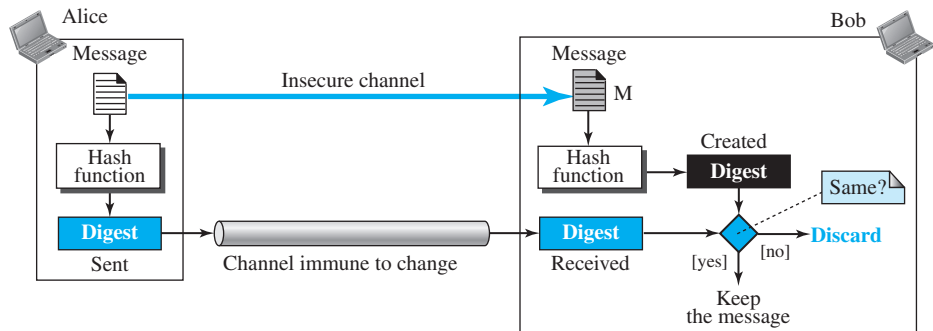 Alice
Bob
Message
Insecure channel
Message
M
Hash
function
Hash
function
Created
Digest
Same?
Digest
Digest
Discard
Sent
Channel immune to change
Received
[yes]
[no]
Keep
the message